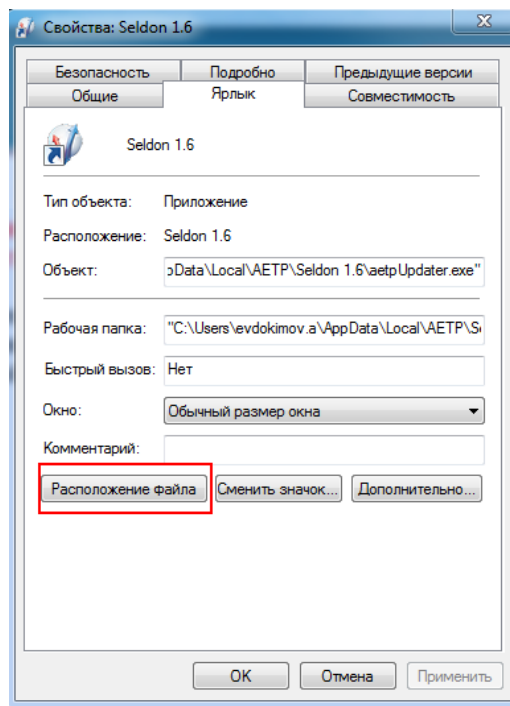 Свойства: Seldon 1.6
Безопасность Подробно Предыдущие версии
Общие Ярлык Совместимость
Seldon 1.6
Тип объекта: Приложение
Расположение: Seldon 1.6
Объект: pData\Local\AETP\Seldon 1.6\aetpUpdater.exe"
Рабочая папка: "C:\Users\evdokimov.a\AppData\Local\AETP\S
Быстрый вызов: Нет
Окно: Обычный размер окна
Комментарий:
Расположение файла Сменить значок... Дополнительно...
OK Отмена Применить